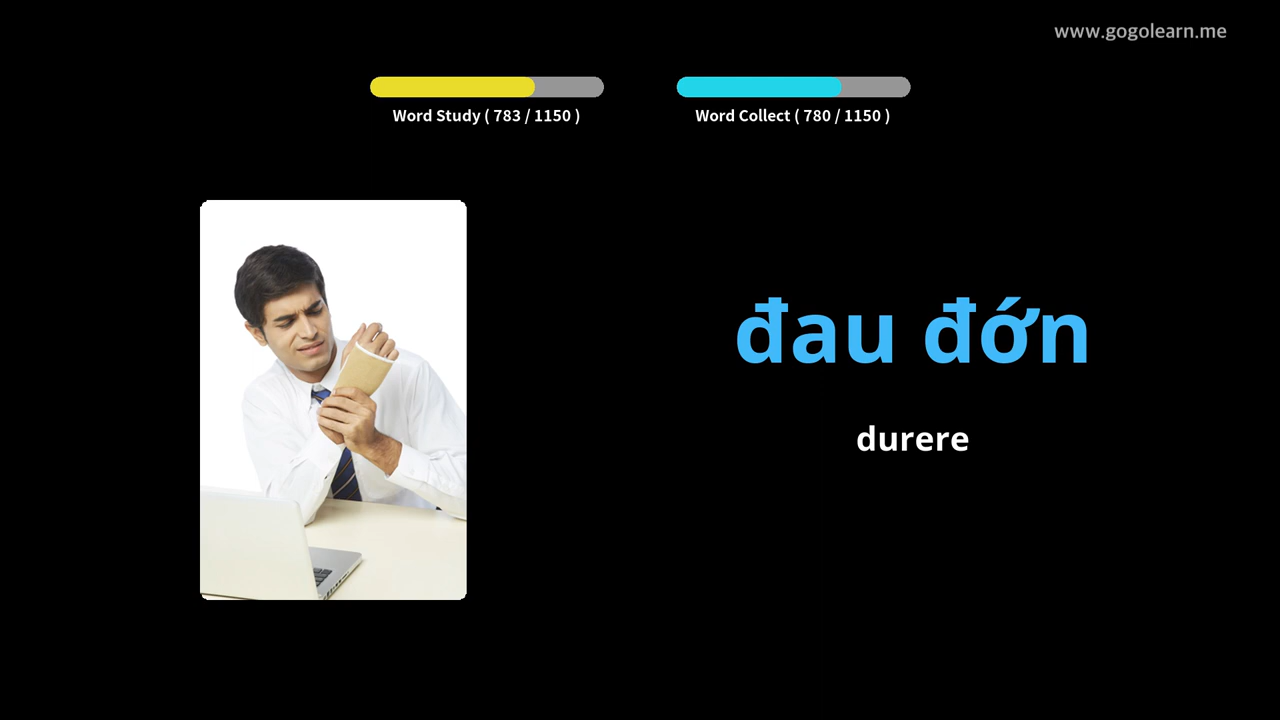 www.gogolearn.me
Word Study ( 783 / 1150 )
Word Collect ( 780 / 1150 )
đau đớn
durere